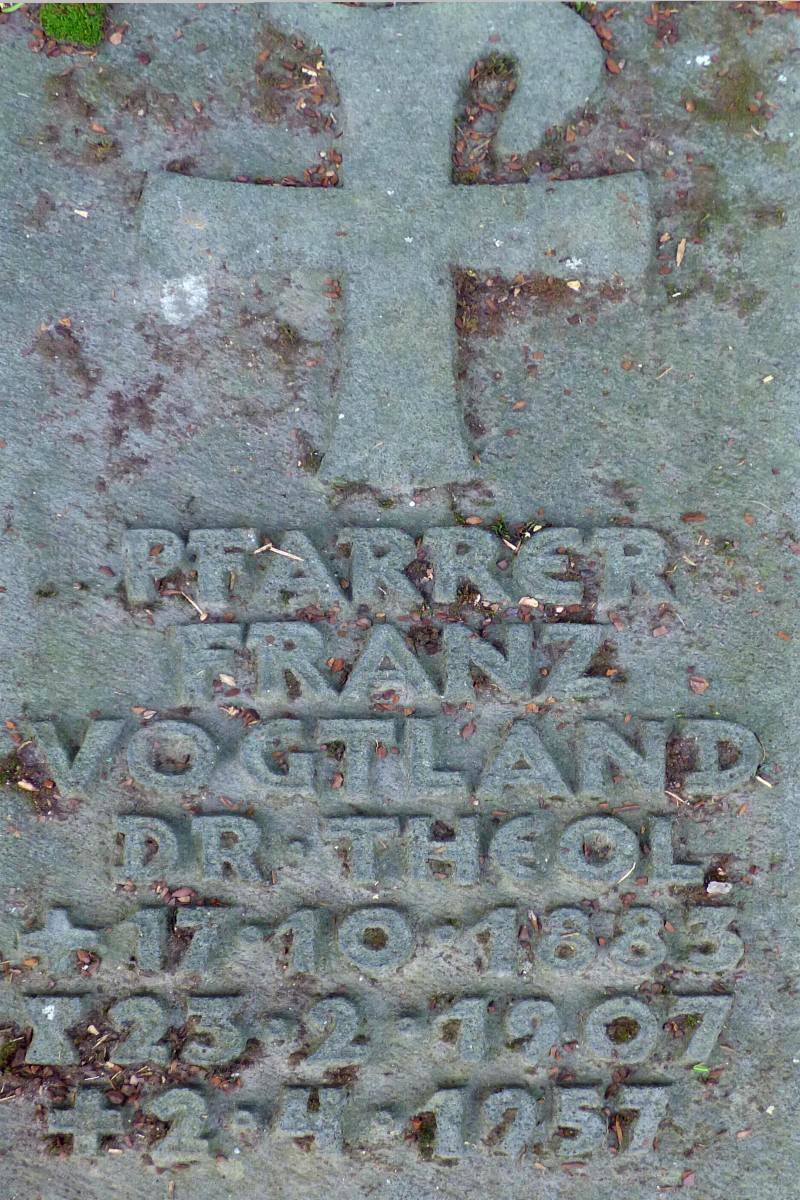 PFARRER
FRANZ
VOGTLAND
DR·THEOL
17·10·1883
23·2·1907
2·4·1957